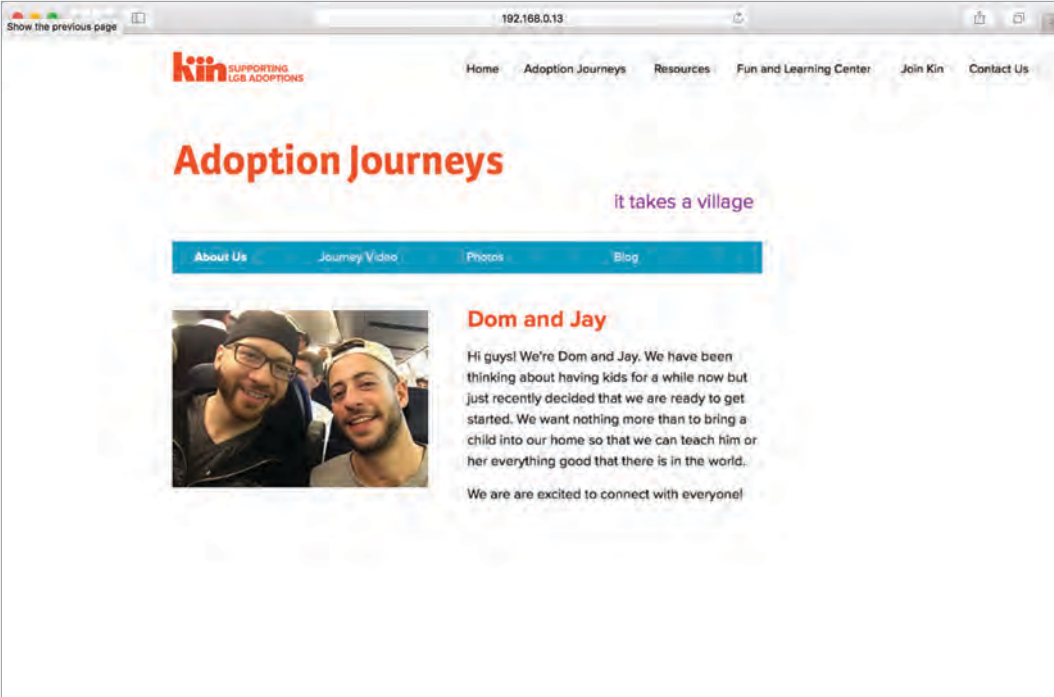 192.168.0.13
Show the previous page
kiin SUPPORTING
LGB ADOPTIONS
Home Adoption Journeys Resources Fun and Learning Center Join Kin Contact Us
Adoption Journeys
it takes a village
About Us Journey Video Photos Blog
Dom and Jay
Hi guys! We're Dom and Jay. We have been
thinking about having kids for a while now but
just recently decided that we are ready to get
started. We want nothing more than to bring a
child into our home so that we can teach him or
her everything good that there is in the world.
We are are excited to connect with everyone!